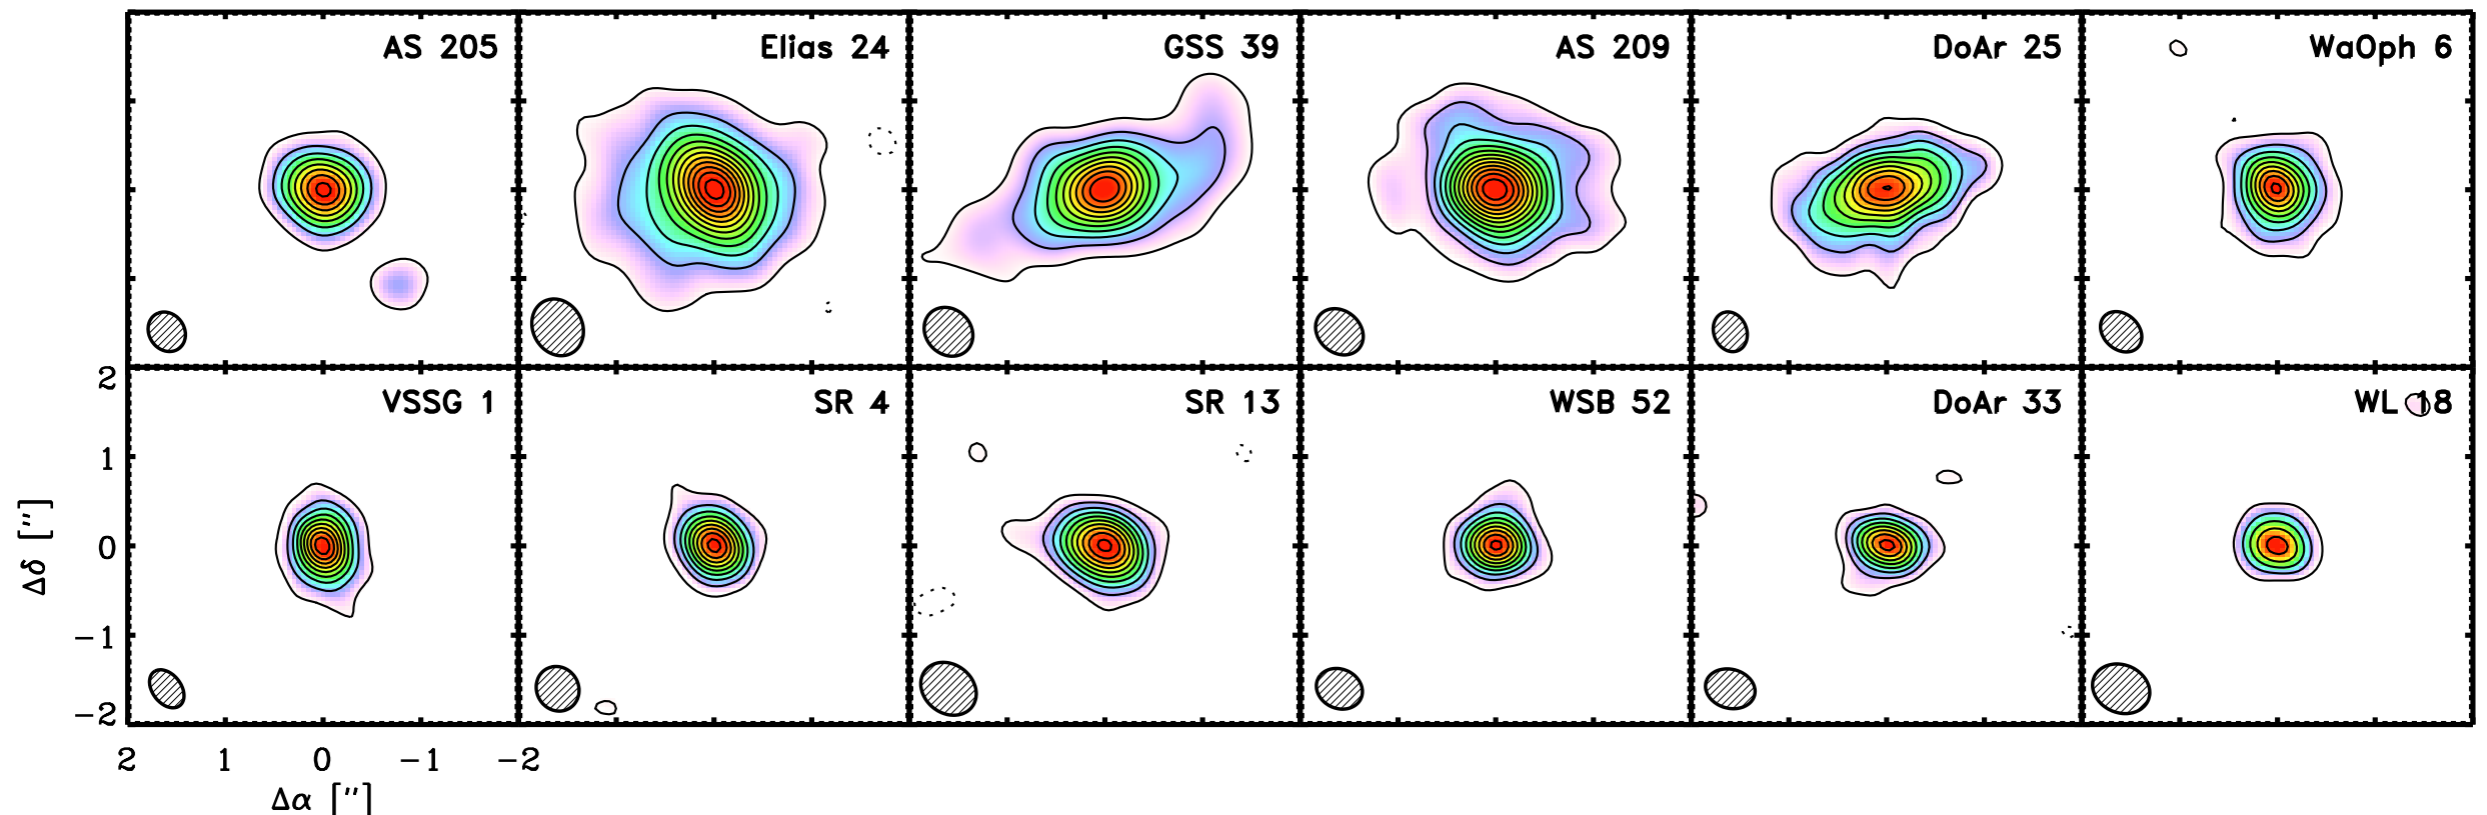 AS 205
Elias 24
GSS 39
AS 209
DoAr 25
WaOph 6
VSSG 1
SR 4
SR 13
WSB 52
DoAr 33
WL 18
2
1
0
−1
−2
Δδ [″]
2 1 0 −1 −2
Δα [″]